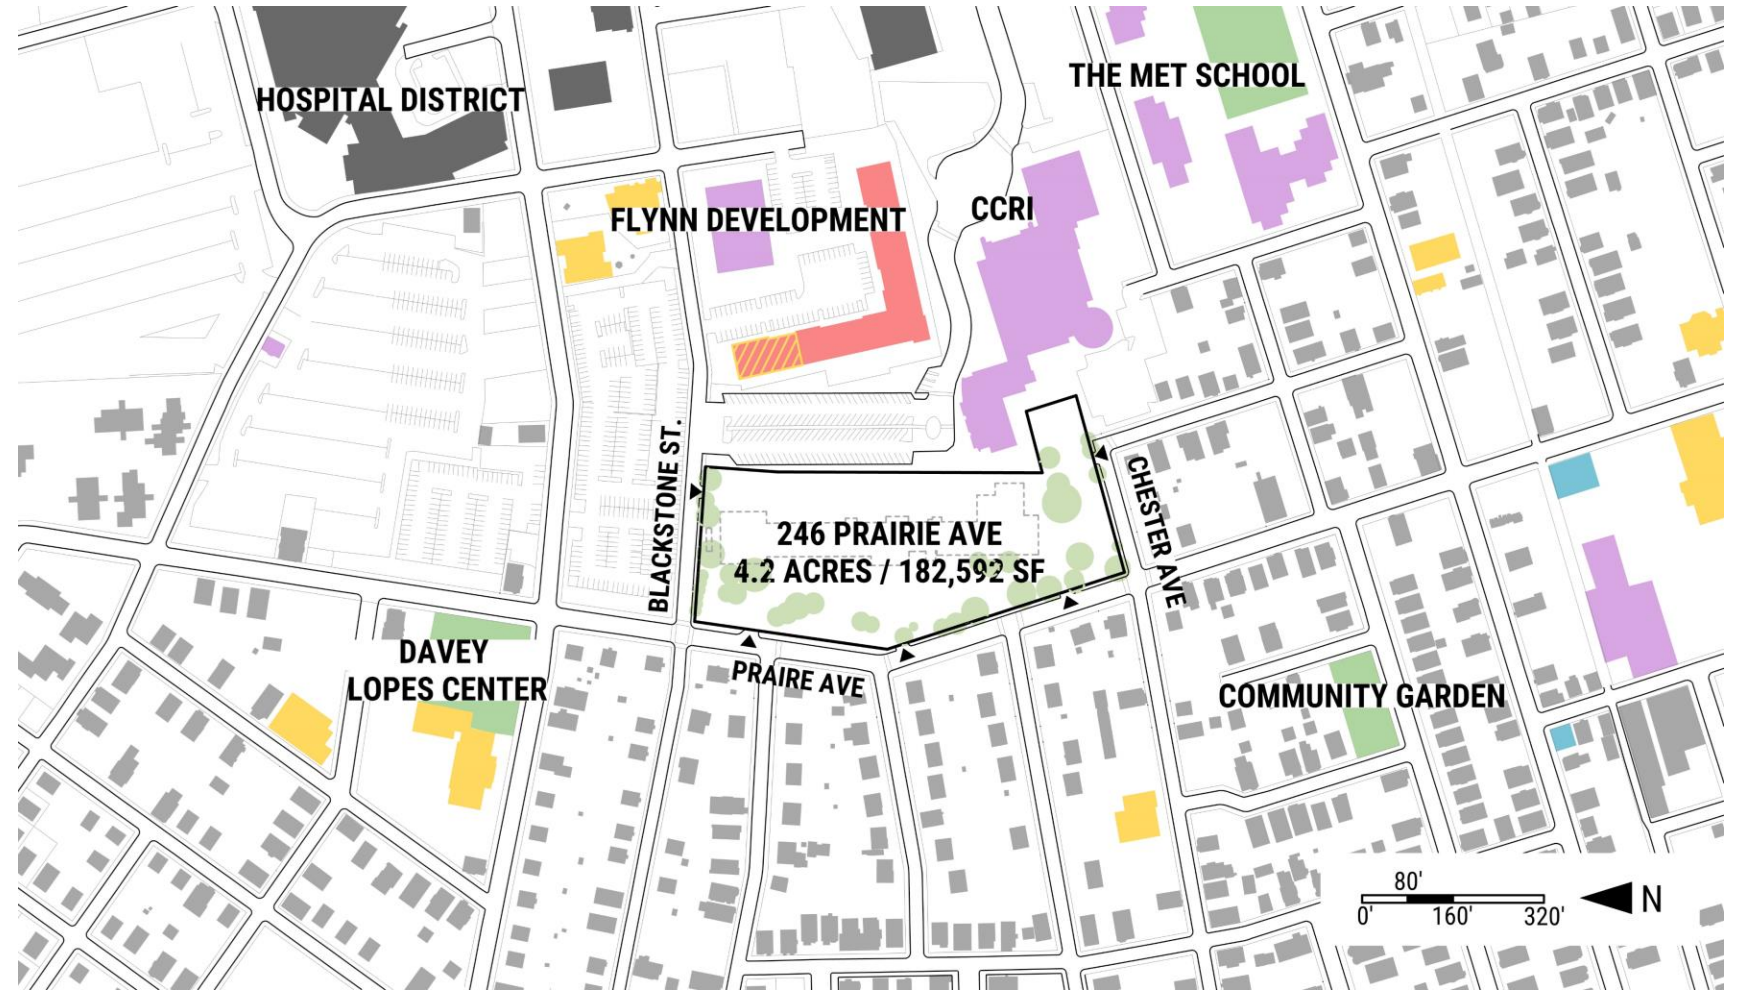 THE MET SCHOOL
HOSPITAL DISTRICT
FLYNN DEVELOPMENT
CCRI
BLACKSTONE ST.
CHESTER AVE
246 PRAIRIE AVE
4.2 ACRES / 182,592 SF
DAVEY
LOPES CENTER
PRAIRE AVE
COMMUNITY GARDEN
80'
0' 160' 320'
N